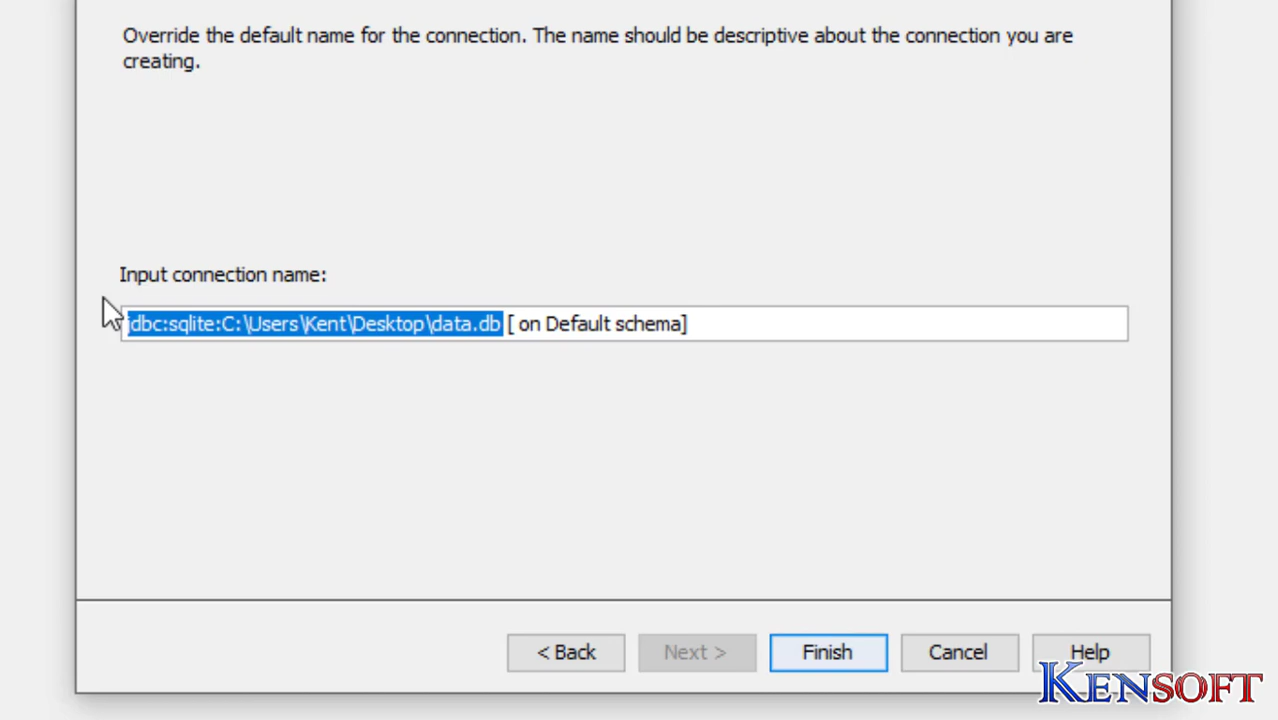 Override the default name for the connection. The name should be descriptive about the connection you are
creating.
Input connection name:
jdbc:sqlite:C:\Users\Kent\Desktop\data.db [ on Default schema]
< Back Next > Finish Cancel Help
KENSOFT